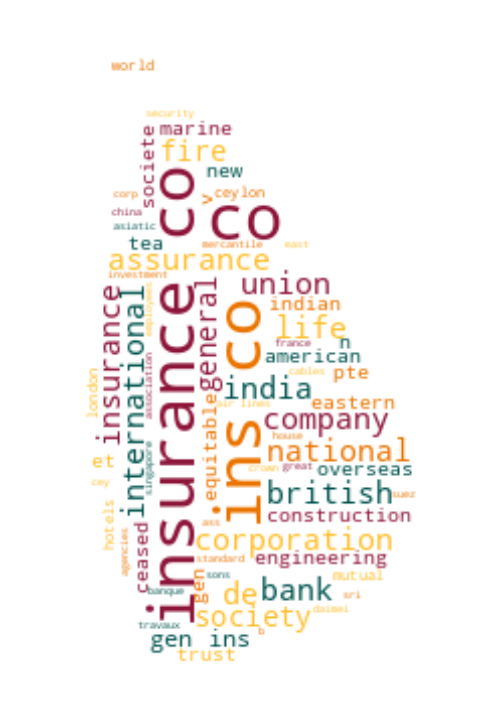 world
security
marine
societe
fire
co
new
corp
v
ceylon
china
co
asiatic
tea
mercantile
east
assurance
investment
union
insurance
international
employees
insurance
general
co
indian
life
france
n
american
association
cables
pte
london
india
equitable
air lines
eastern
company
ins
house
national
et
singapore
crown
great
overseas
cey
british
suez
hotels
construction
ass
ceased
agencies
corporation
standard
engineering
gen
sons
mutual
banque
de
bank
sri
society
daimei
travaux
b
gen ins
trust